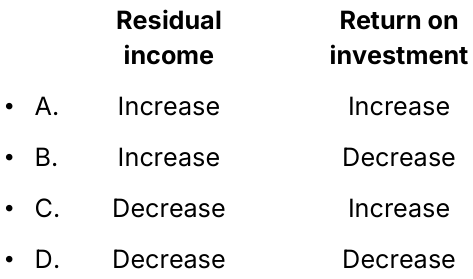 Residual Return on
income investment
• A. Increase Increase
• B. Increase Decrease
• C. Decrease Increase
• D. Decrease Decrease